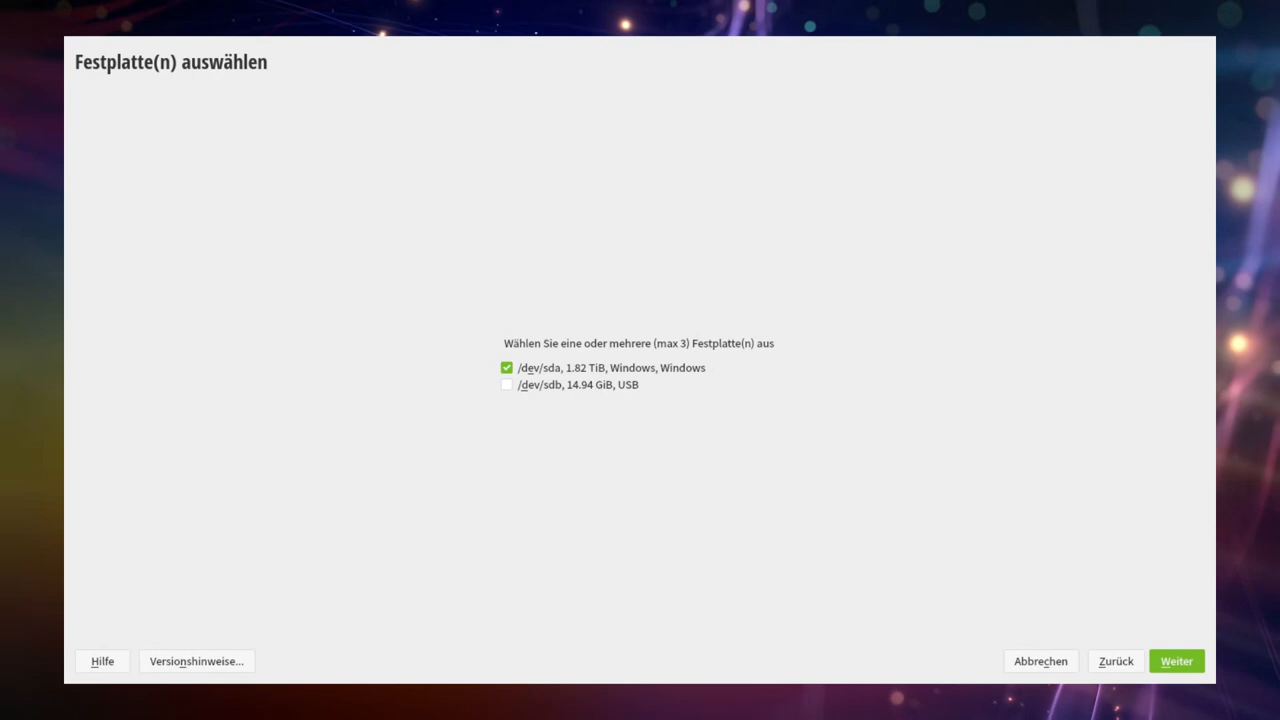 Festplatte(n) auswählen
Wählen Sie eine oder mehrere (max 3) Festplatte(n) aus
/dev/sda, 1.82 TiB, Windows, Windows
/dev/sdb, 14.94 GiB, USB
Hilfe Versionshinweise... Abbrechen Zurück Weiter